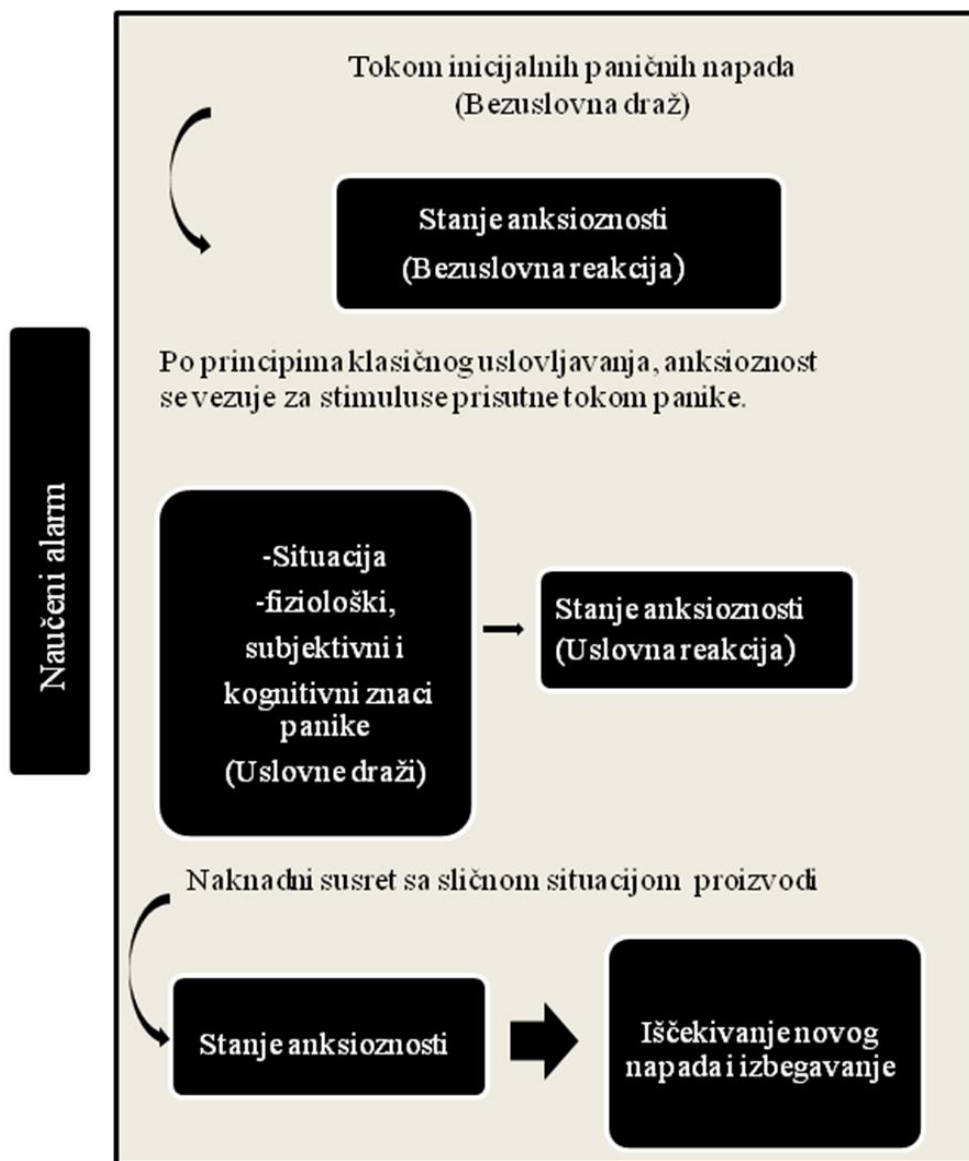 Tokom inicijalnih paničnih napada
(Bezuslovna draž)
Stanje anksioznosti
(Bezuslovna reakcija)
Naučeni alarm
Po principima klasičnog uslovljavanja, anksioznost
se vezuje za stimuluse prisutne tokom panike.
-Situacija
-fiziološki,
subjektivni i
kognitivni znaci
panike
(Uslovne draži)
Stanje anksioznosti
(Uslovna reakcija)
Naknadni susret sa sličnom situacijom proizvodi
Stanje anksioznosti
Iščekivanje novog
napada i izbegavanje